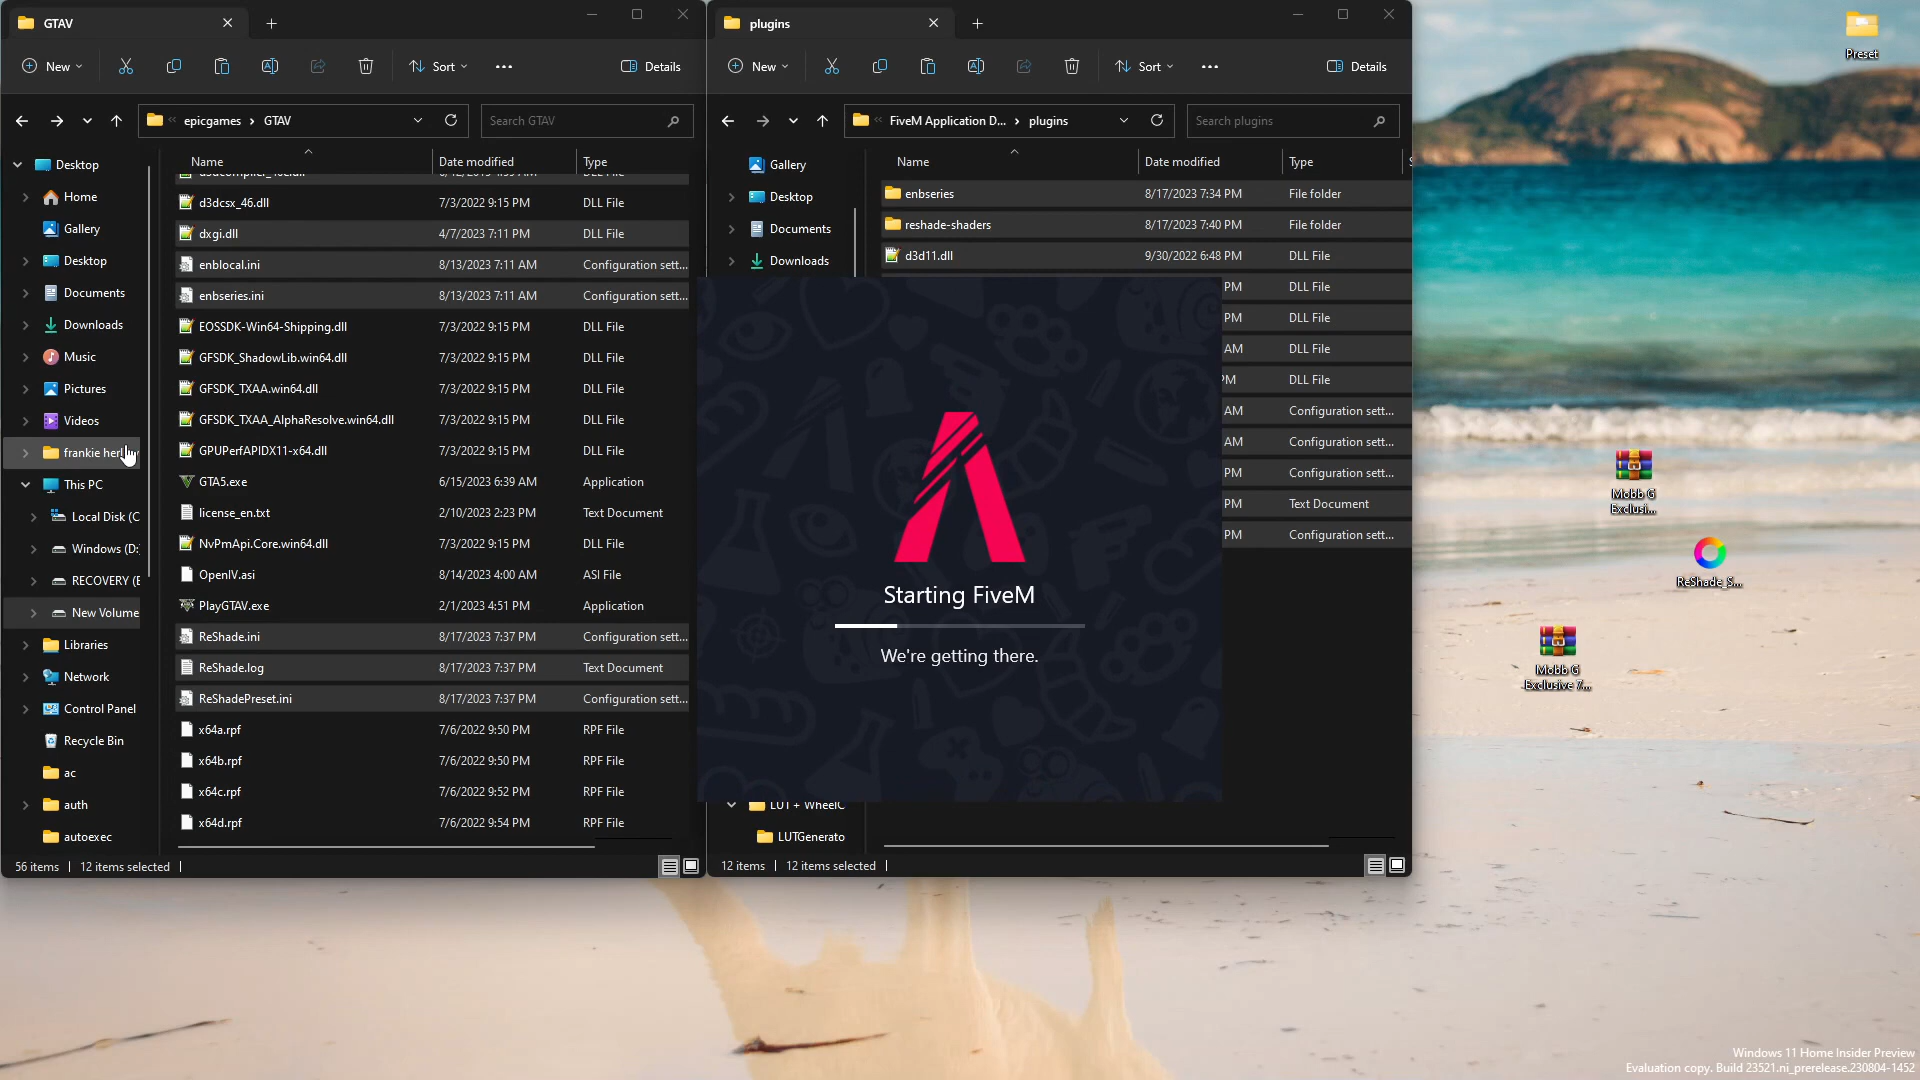 GTAV
New
Sort
Details
epicgames
GTAV
Search GTAV
Desktop
Home
Gallery
Desktop
Documents
Downloads
Music
Pictures
Videos
This PC
Local Disk (C
Windows (D:
RECOVERY (E
New Volume
Libraries
Network
Control Panel
Recycle Bin
ac
auth
autoexec
Name Date modified Type
d3dcsx_46.dll 7/3/2022 9:15 PM DLL File
dxgi.dll 4/7/2023 7:11 PM DLL File
enblocal.ini 8/13/2023 7:11 AM Configuration sett...
enbseries.ini 8/13/2023 7:11 AM Configuration sett...
EOSSDK-Win64-Shipping.dll 7/3/2022 9:15 PM DLL File
GFSDK_ShadowLib.win64.dll 7/3/2022 9:15 PM DLL File
GFSDK_TXAA.win64.dll 7/3/2022 9:15 PM DLL File
GFSDK_TXAA_AlphaResolve.win64.dll 7/3/2022 9:15 PM DLL File
GPUPerfAPIDX11-x64.dll 7/3/2022 9:15 PM DLL File
GTA5.exe 6/15/2023 6:39 AM Application
license_en.txt 2/10/2023 2:23 PM Text Document
NvPmApi.Core.win64.dll 7/3/2022 9:15 PM DLL File
OpenIV.asi 8/14/2023 4:00 AM ASI File
PlayGTAV.exe 2/1/2023 4:51 PM Application
ReShade.ini 8/17/2023 7:37 PM Configuration sett...
ReShade.log 8/17/2023 7:37 PM Text Document
ReShadePreset.ini 8/17/2023 7:37 PM Configuration sett...
x64a.rpf 7/6/2022 9:50 PM RPF File
x64b.rpf 7/6/2022 9:50 PM RPF File
x64c.rpf 7/6/2022 9:52 PM RPF File
x64d.rpf 7/6/2022 9:54 PM RPF File
56 items 12 items selected
plugins
New
Sort
Details
FiveM Application D...
plugins
Search plugins
Gallery
Desktop
Documents
Downloads
LUT + WheelC
LUTGenerato
Name Date modified Type
enbseries 8/17/2023 7:34 PM File folder
reshade-shaders 8/17/2023 7:40 PM File folder
d3d11.dll 9/30/2022 6:48 PM DLL File
PM DLL File
PM DLL File
AM DLL File
PM DLL File
AM Configuration sett...
AM Configuration sett...
PM Configuration sett...
PM Text Document
PM Configuration sett...
12 items 12 items selected
Starting FiveM
We're getting there.
Preset
Mobb G
Exclusi...
ReShade_S...
Mobb G
Exclusive 7...
Windows 11 Home Insider Preview
Evaluation copy. Build 23521.ni_prerelease.230804-1452